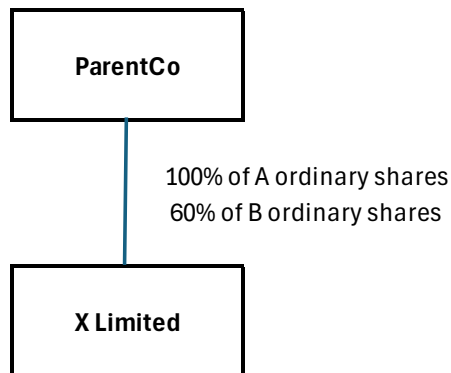 ParentCo
100% of A ordinary shares
60% of B ordinary shares
X Limited